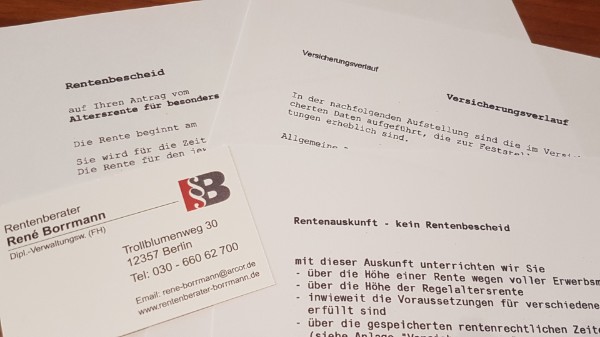 Rentenbescheid
auf Ihren Antrag vom
Altersrente für besonders
Die Rente beginnt am
Sie wird für die Zeit
Die Rente für den
Versicherungsverlauf
Versicherungsverlauf
In der nachfolgenden Aufstellung sind die im
cherten Daten aufgeführt, die zur
tungen erheblich sind.
Allgemeine
Rentenberater
René Borrmann
Dipl.-Verwaltungsw. (FH)
§B
Trollblumenweg 30
12357 Berlin
Tel: 030 - 660 62 700
Email: rene-borrmann@arcor.de
www.rentenberater-borrmann.de
Rentenauskunft - kein Rentenbescheid
mit dieser Auskunft unterrichten wir Sie
- über die Höhe einer Rente wegen voller Erwerbsm
- über die Höhe der Regelaltersrente
- inwieweit die Voraussetzungen für verschiedene
erfüllt sind
- über die gespeicherten rentenrechtlichen Zeite
(siehe Anlage